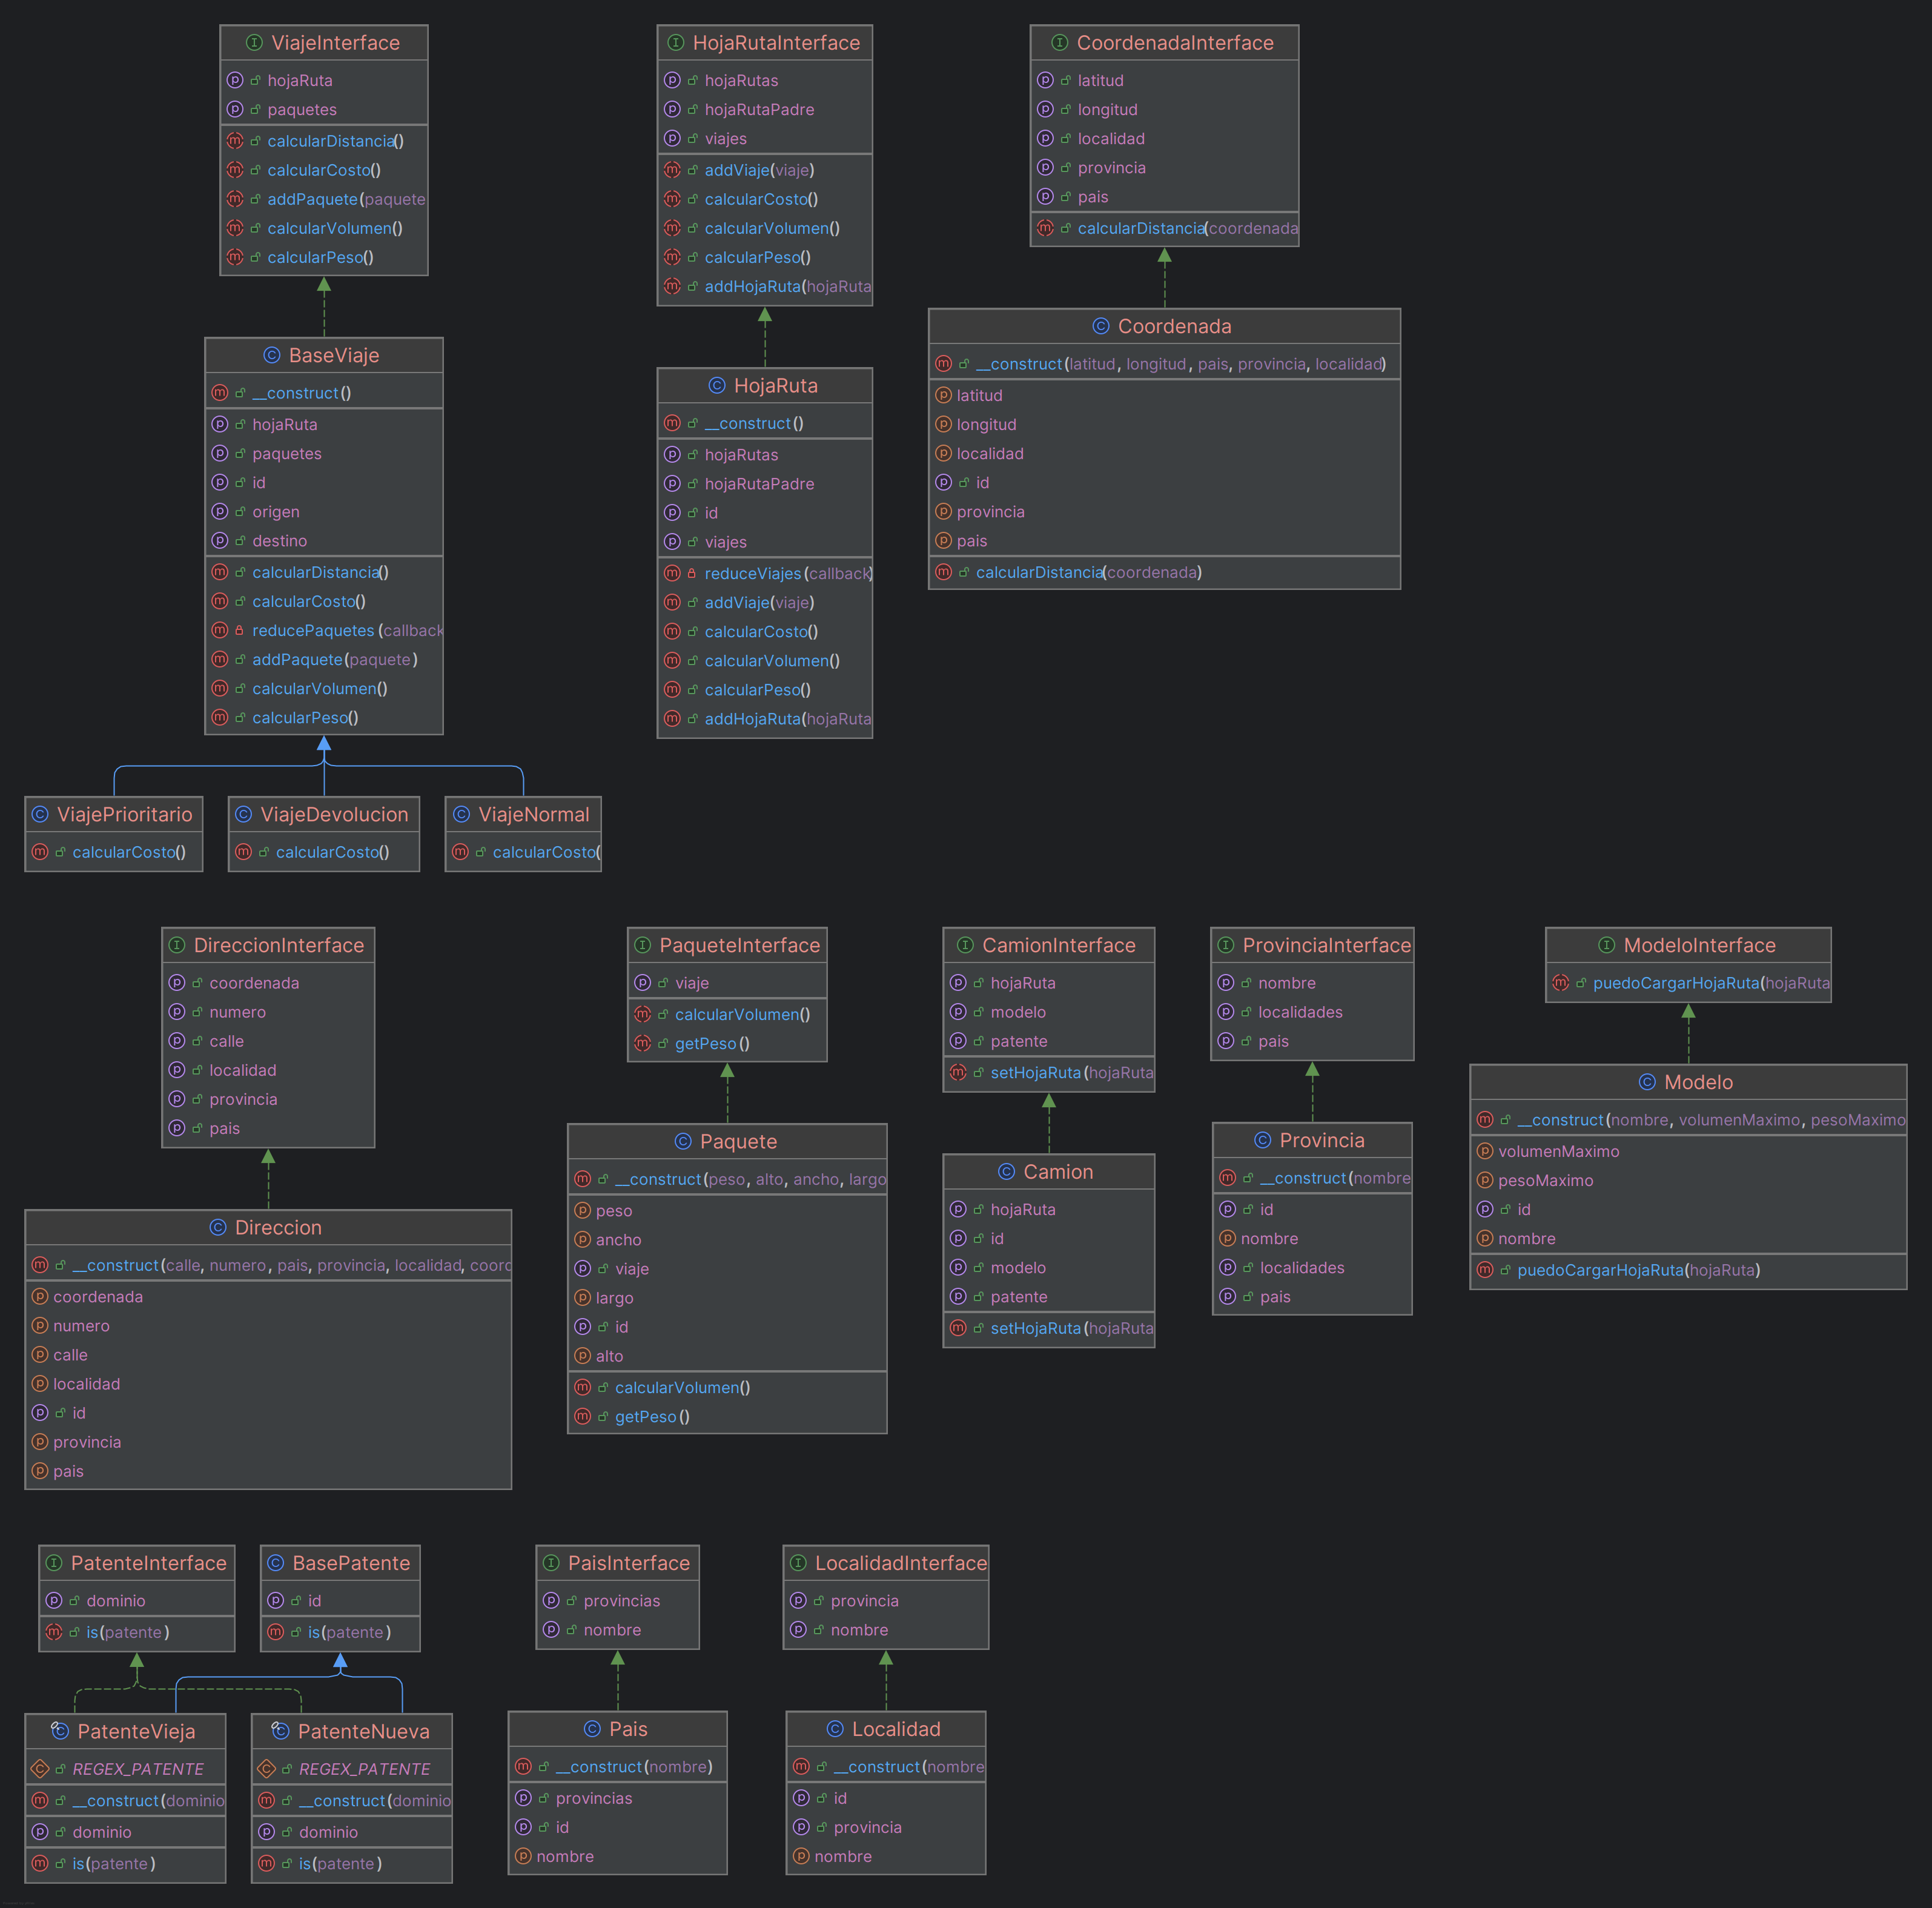 ViajeInterface
hojaRuta
paquetes
calcularDistancia()
calcularCosto()
addPaquete(paquete
calcularVolumen()
calcularPeso()
HojaRutaInterface
hojaRutas
hojaRutaPadre
viajes
addViaje(viaje)
calcularCosto()
calcularVolumen()
calcularPeso()
addHojaRuta(hojaRuta
CoordenadaInterface
latitud
longitud
localidad
provincia
pais
calcularDistancia(coordenada
BaseViaje
__construct()
hojaRuta
paquetes
id
origen
destino
calcularDistancia()
calcularCosto()
reducePaquetes(callback
addPaquete(paquete)
calcularVolumen()
calcularPeso()
HojaRuta
__construct()
hojaRutas
hojaRutaPadre
id
viajes
reduceViajes(callback)
addViaje(viaje)
calcularCosto()
calcularVolumen()
calcularPeso()
addHojaRuta(hojaRuta
Coordenada
__construct(latitud, longitud, pais, provincia, localidad)
latitud
longitud
localidad
id
provincia
pais
calcularDistancia(coordenada)
ViajePrioritario
calcularCosto()
ViajeDevolucion
calcularCosto()
ViajeNormal
calcularCosto(
DireccionInterface
coordenada
numero
calle
localidad
provincia
pais
PaqueteInterface
viaje
calcularVolumen()
getPeso()
CamionInterface
hojaRuta
modelo
patente
setHojaRuta(hojaRuta
ProvinciaInterface
nombre
localidades
pais
ModeloInterface
puedoCargarHojaRuta(hojaRuta
Direccion
__construct(calle, numero, pais, provincia, localidad, coord
coordenada
numero
calle
localidad
id
provincia
pais
Paquete
__construct(peso, alto, ancho, largo
peso
ancho
viaje
largo
id
alto
calcularVolumen()
getPeso()
Camion
hojaRuta
id
modelo
patente
setHojaRuta(hojaRuta
Provincia
__construct(nombre
id
nombre
localidades
pais
Modelo
__construct(nombre, volumenMaximo, pesoMaximo
volumenMaximo
pesoMaximo
id
nombre
puedoCargarHojaRuta(hojaRuta)
PatenteInterface
dominio
is(patente)
BasePatente
id
is(patente)
PaisInterface
provincias
nombre
LocalidadInterface
provincia
nombre
PatenteVieja
REGEX_PATENTE
__construct(dominio
dominio
is(patente)
PatenteNueva
REGEX_PATENTE
__construct(dominio
dominio
is(patente)
Pais
__construct(nombre)
provincias
id
nombre
Localidad
__construct(nombre
id
provincia
nombre